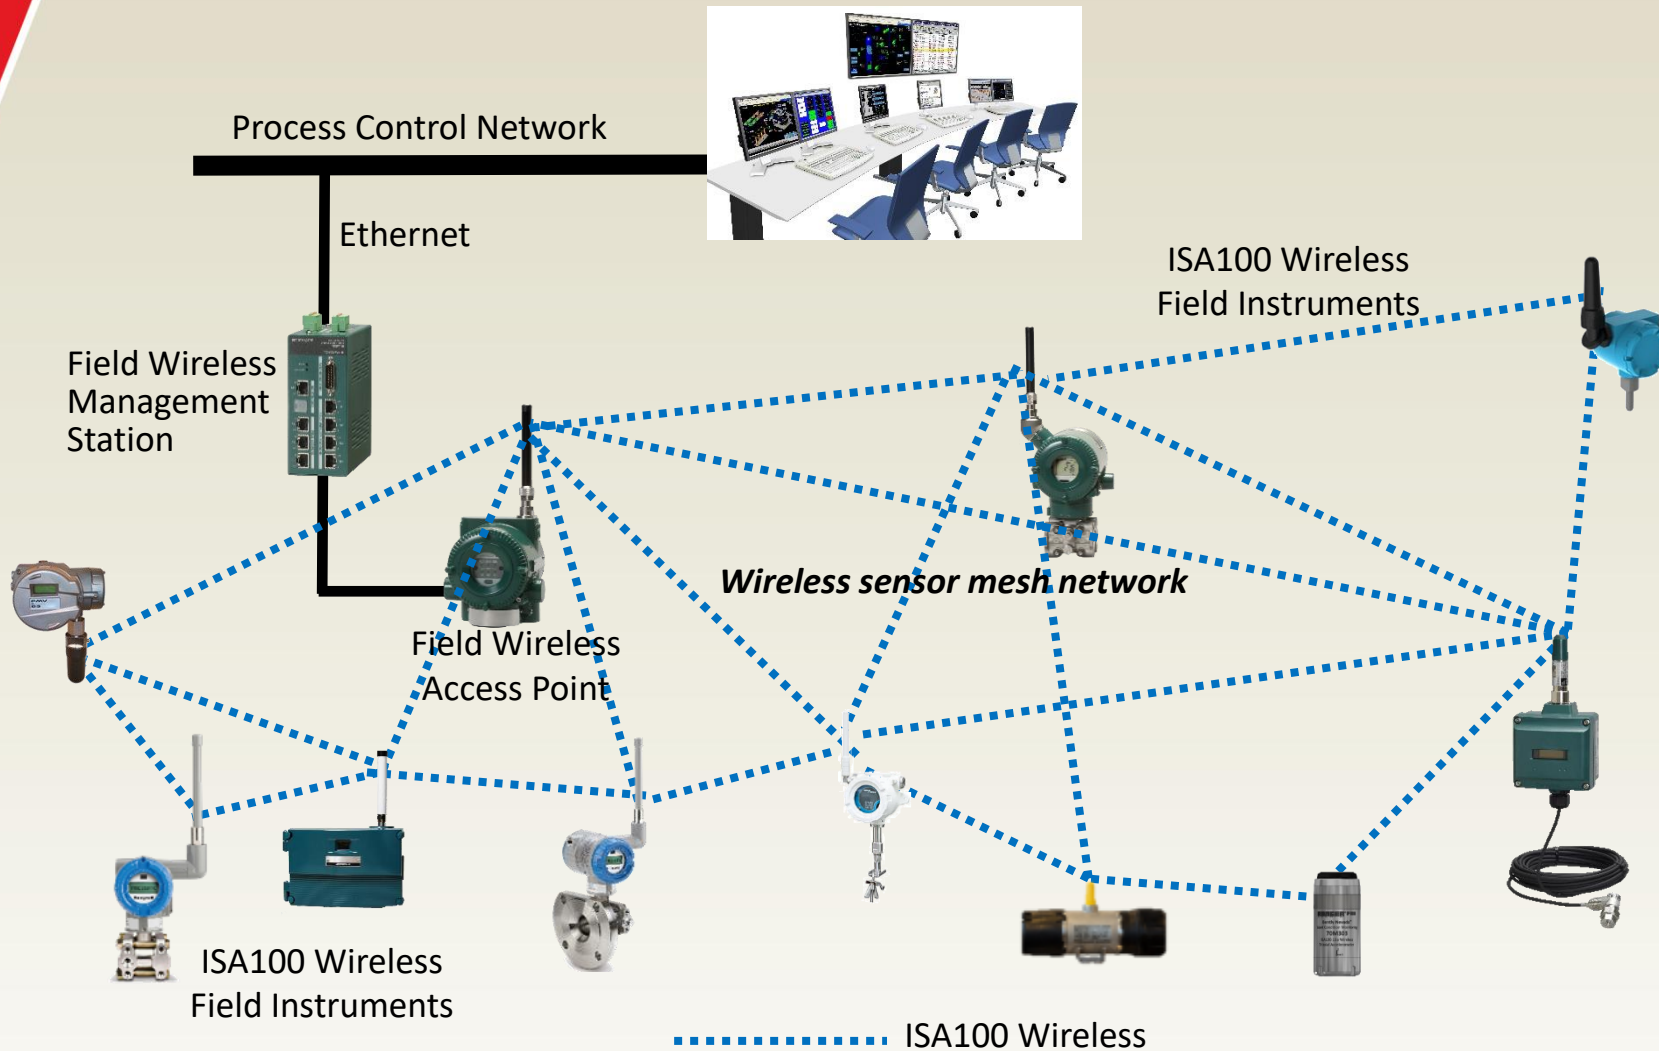 Process Control Network
Ethernet
ISA100 Wireless
Field Instruments
Field Wireless
Management
Station
Wireless sensor mesh network
Field Wireless
Access Point
ISA100 Wireless
Field Instruments
ISA100 Wireless